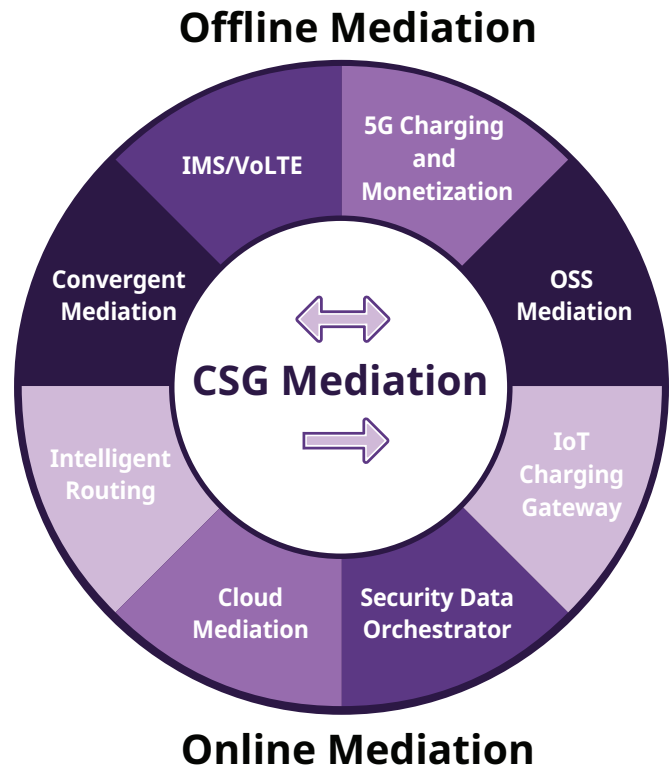 Offline Mediation
5G Charging
and
Monetization
IMS/VoLTE
Convergent
Mediation
OSS
Mediation
CSG Mediation
Intelligent
Routing
IoT
Charging
Gateway
Cloud
Mediation
Security Data
Orchestrator
Online Mediation